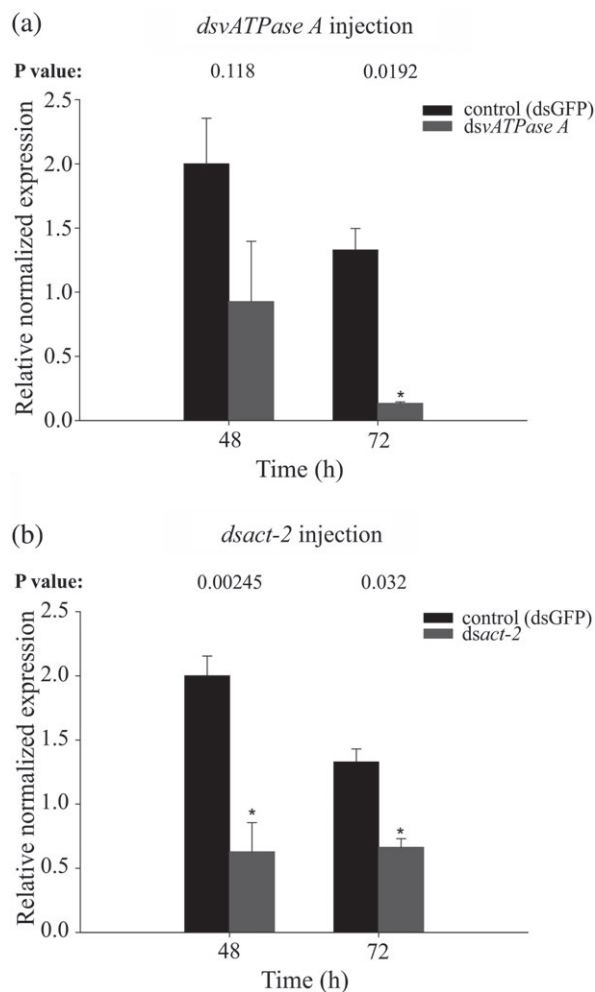 (a)
dsvATPase A injection
P value: 0.118 0.0192
Relative normalized expression
2.5
2.0
1.5
1.0
0.5
0.0
control (dsGFP)
dsvATPase A
*
48 72
Time (h)
(b)
dsact-2 injection
P value: 0.00245 0.032
Relative normalized expression
2.5
2.0
1.5
1.0
0.5
0.0
control (dsGFP)
dsact-2
* *
48 72
Time (h)